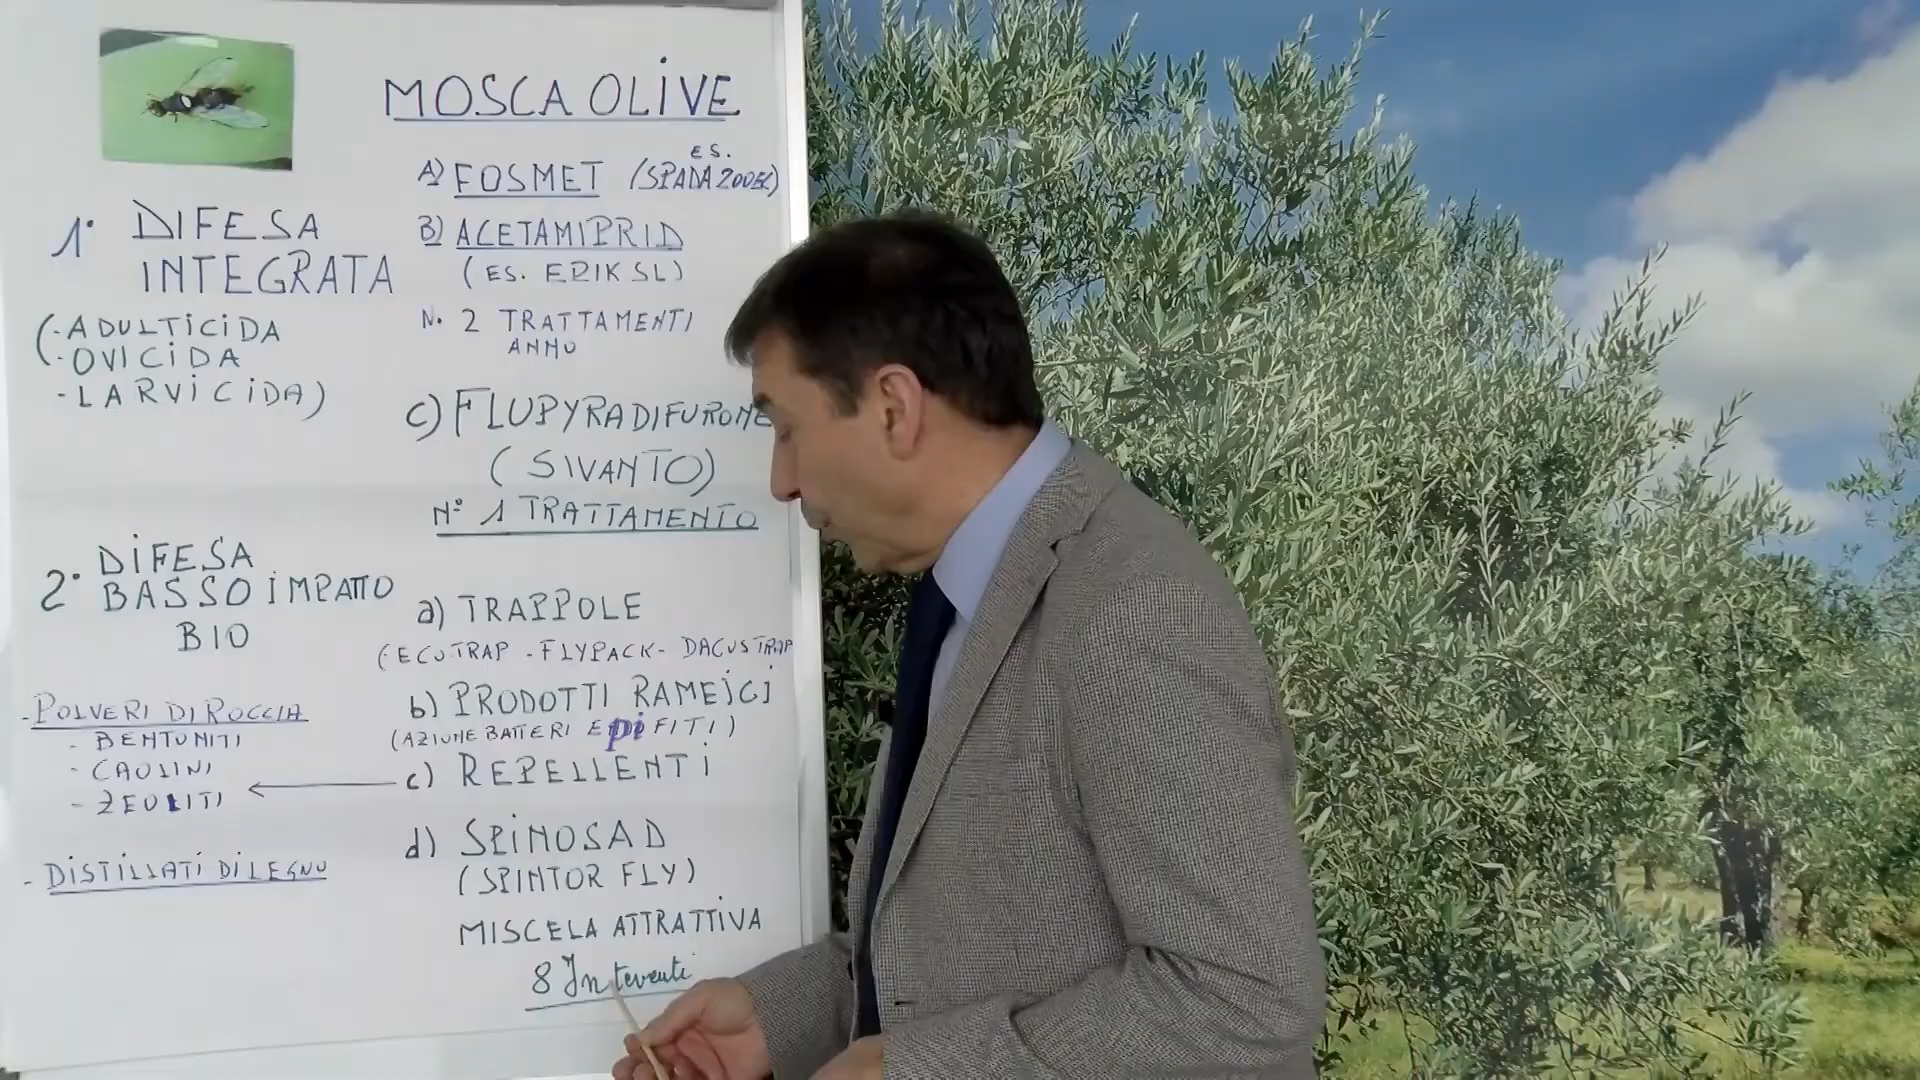 MOSCA OLIVE
1° DIFESA
INTEGRATA
(- ADULTICIDA
- OVICIDA
- LARVICIDA)
A) FOSMET (ES. SPADA 200EC)
B) ACETAMIPRID
(ES. ERIK SL)
N. 2 TRATTAMENTI
ANNO
C) FLUPYRADIFURONE
(SIVANTO)
N° 1 TRATTAMENTO
2° DIFESA
BASSO IMPATTO
BIO
a) TRAPPOLE
(ECOTRAP - FLYPACK - DACUSTRAP
b) PRODOTTI RAMEICI
(AZIONE BATTERI EPIFITI)
c) REPELLENTI
- POLVERI DI ROCCIA
- BENTONITI
- CAOLINI
- ZEOLITI
- DISTILLATI DI LEGNO
d) SPINOSAD
(SPINTOR FLY)
MISCELA ATTRATTIVA
8 Inteventi